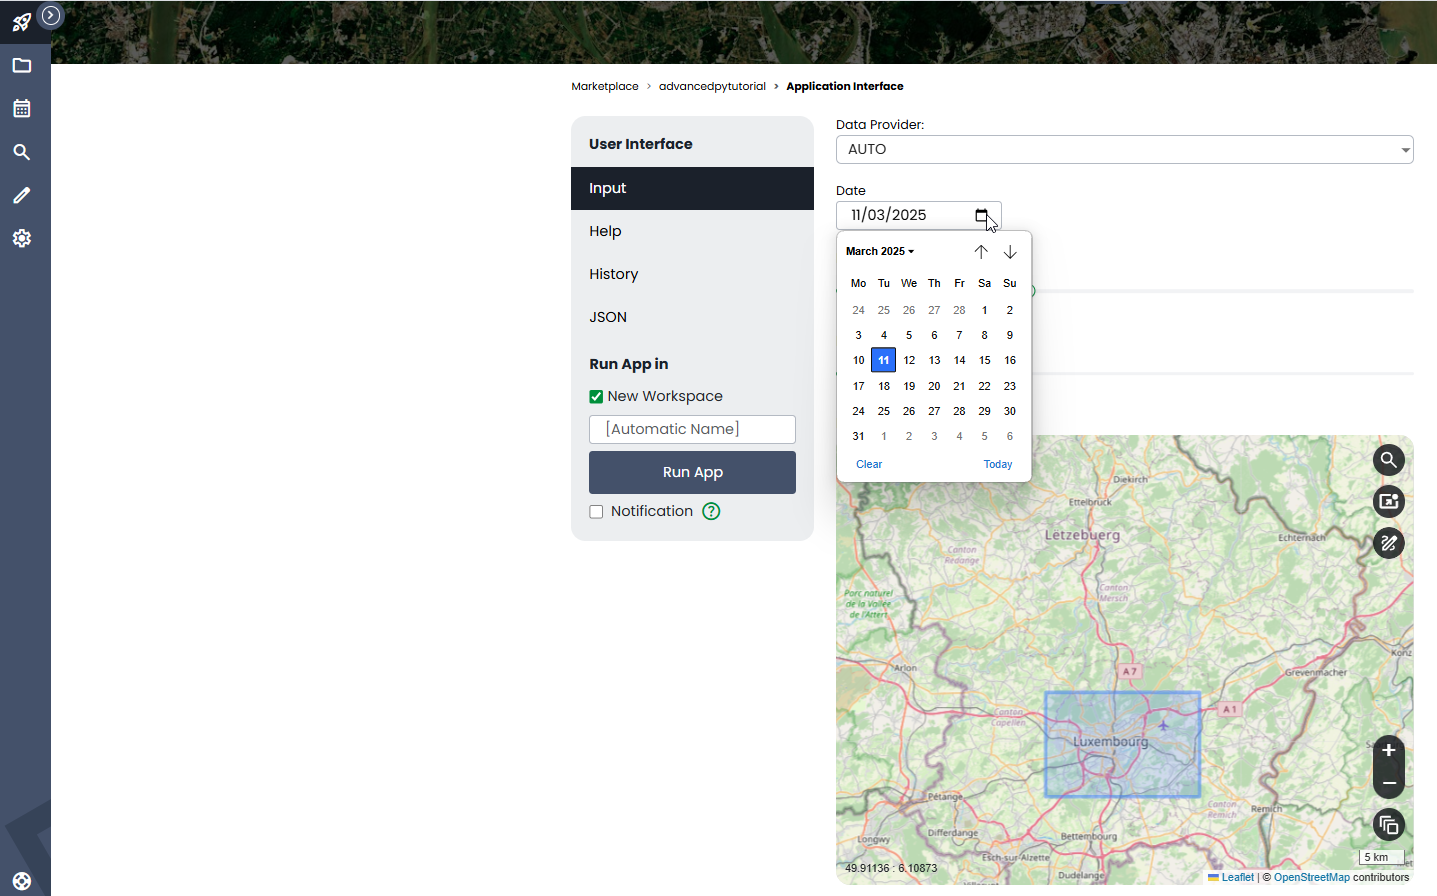 Marketplace > advancedpytutorial > Application Interface
User Interface
Input
Help
History
JSON
Run App in
New Workspace
[Automatic Name]
Run App
Notification ?
Data Provider:
AUTO
Date
11/03/2025
March 2025
Mo Tu We Th Fr Sa Su
24 25 26 27 28 1 2
3 4 5 6 7 8 9
10 11 12 13 14 15 16
17 18 19 20 21 22 23
24 25 26 27 28 29 30
31 1 2 3 4 5 6
Clear Today
Diekirch
Ettelbruck
Lëtzebuerg
Echternach
Canton
Redange
Canton
Mersch
Parc naturel
de la Vallée
de l'Attert
Konz
Arlon
A 7
Grevenmacher
A 1
Canton
Capellen
Luxembourg
+
−
Pétange
Canton
Remich
Remich
Differdange
Bettembourg
Longwy
Esch-sur-Alzette
5 km
49.91136 : 6.10873
Dudelange
Villerupt
Leaflet | © OpenStreetMap contributors